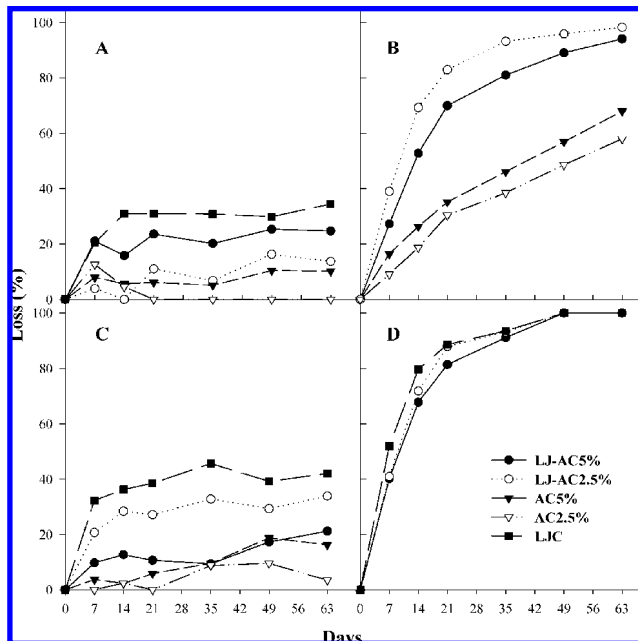 100
A
B
80
60
40
20
0
Loss (%)
C
D
100
80
60
40
20
0
LJ-AC5%
LJ-AC2.5%
AC5%
AC2.5%
LJC
0 7 14 21 28 35 42 49 56 63 0 7 14 21 28 35 42 49 56 63
Days